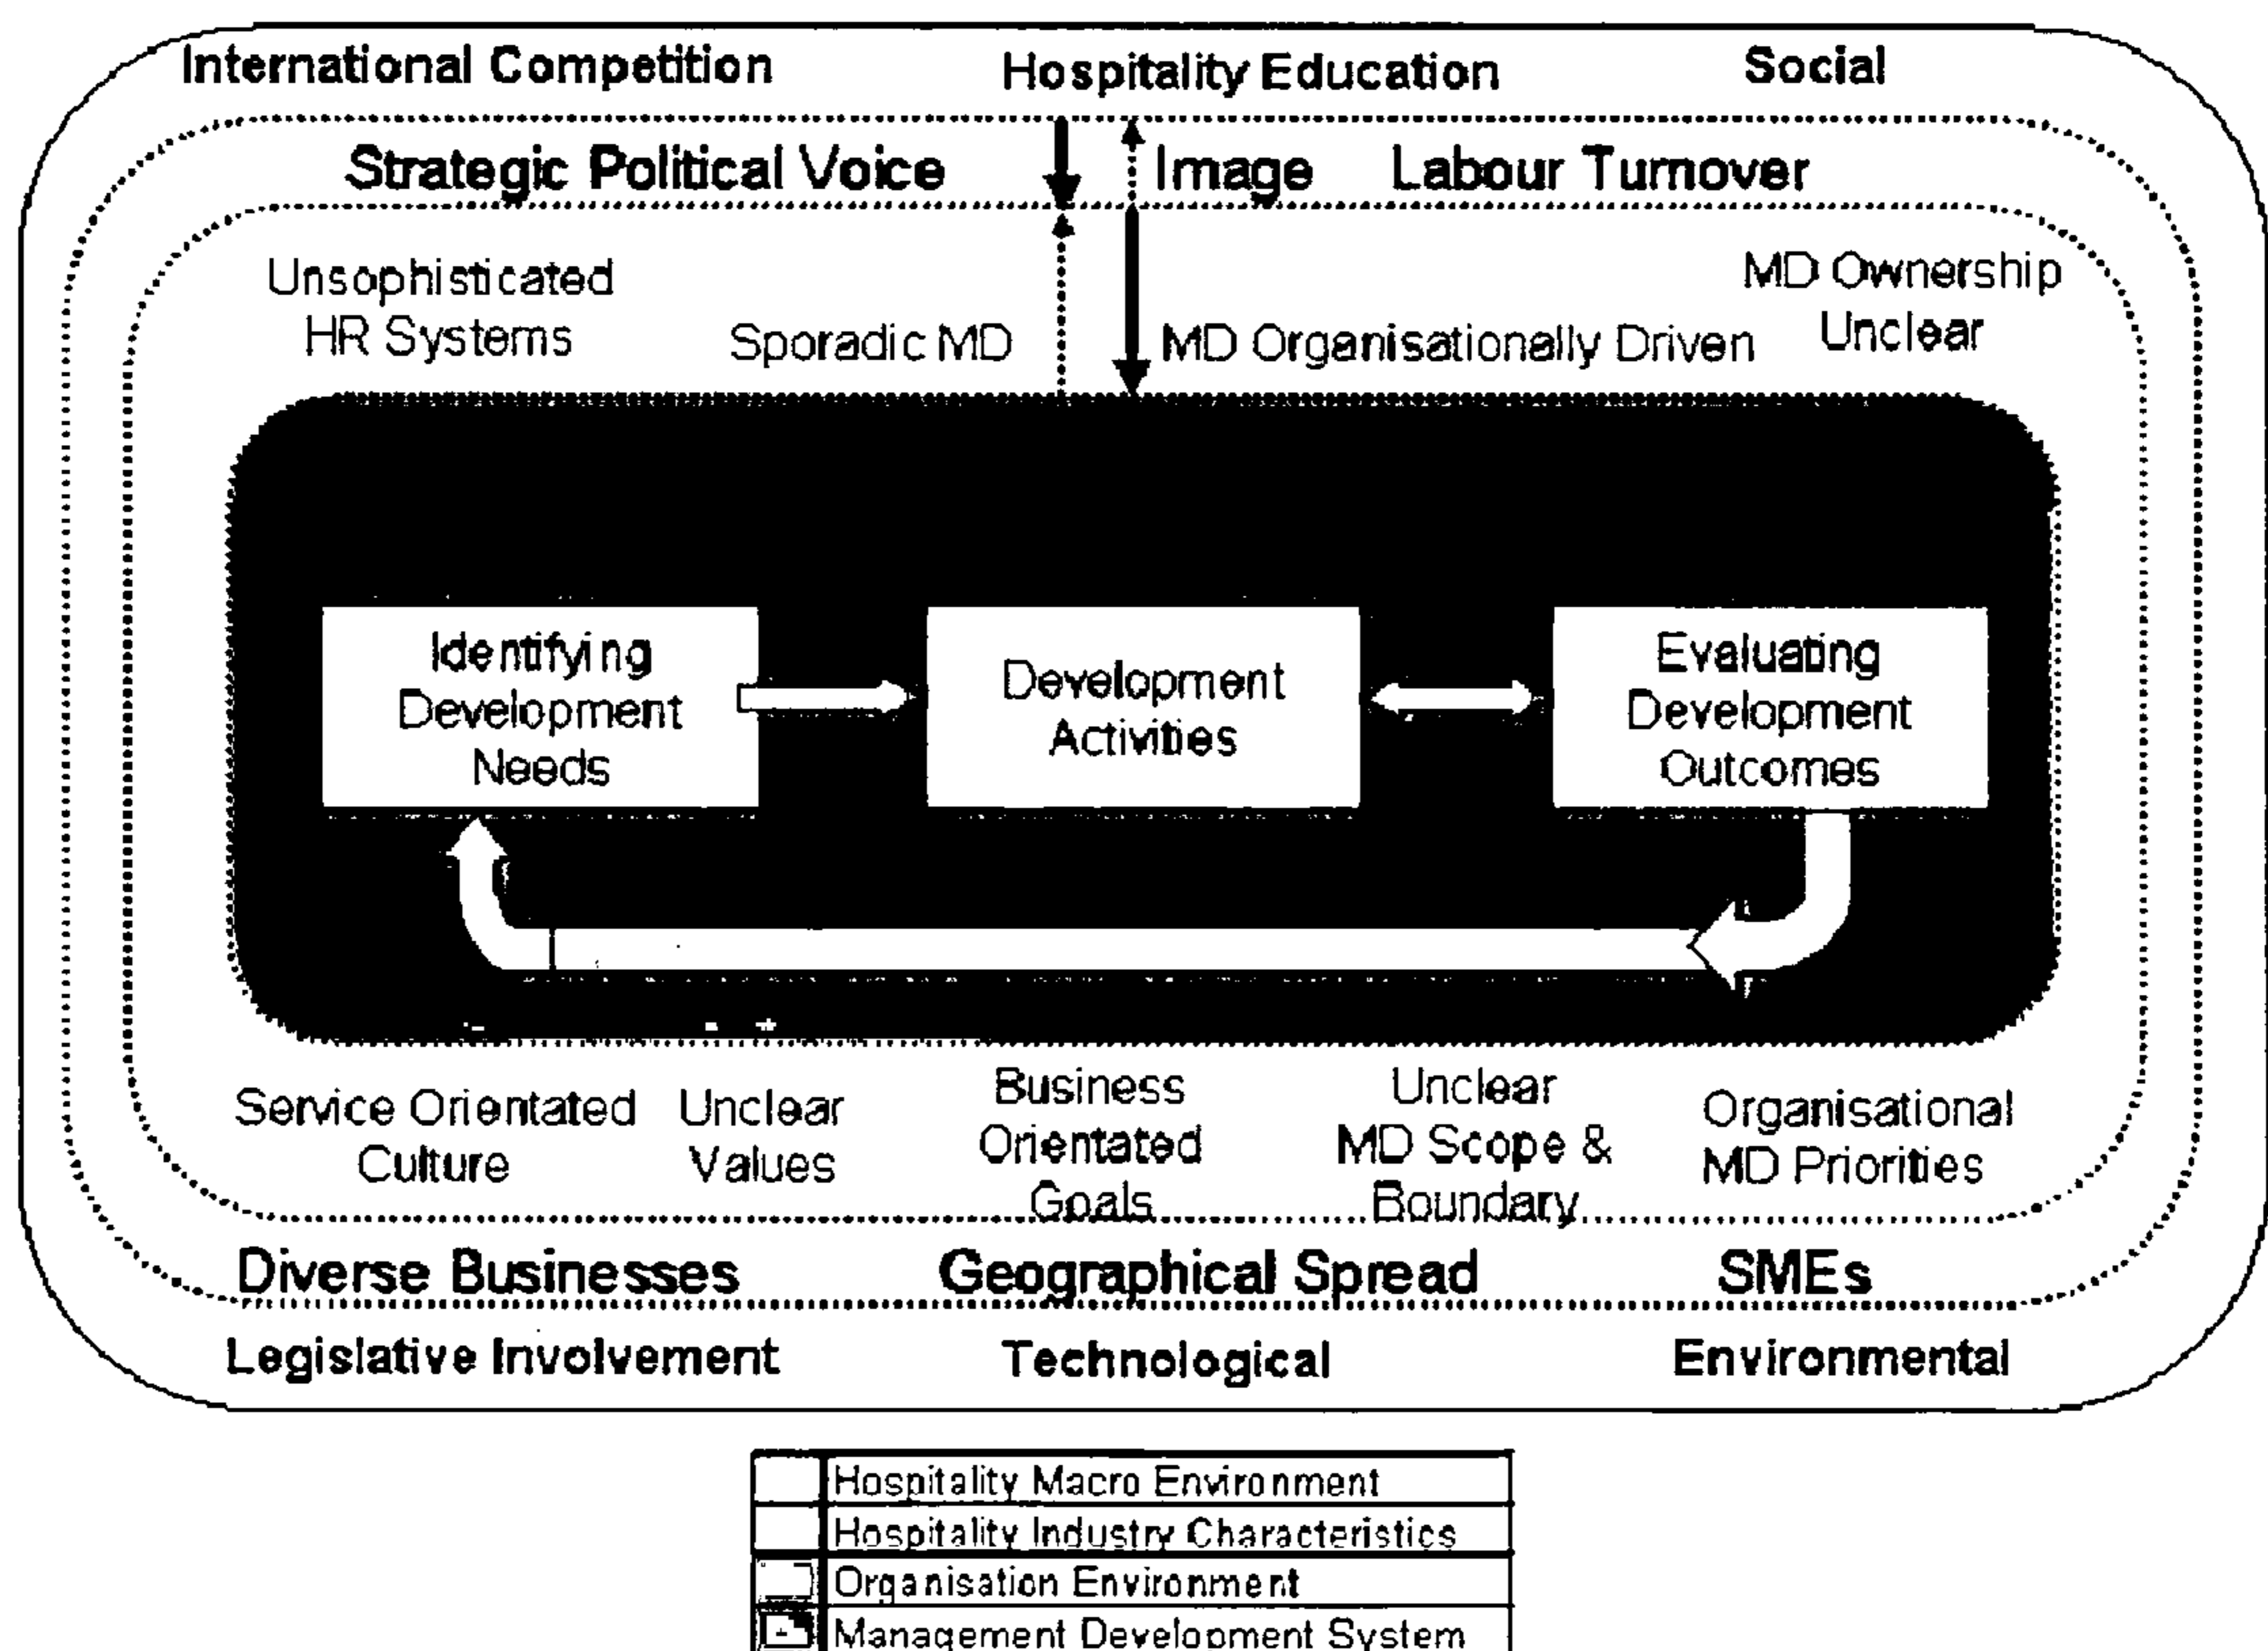 International Competition
Hospitality Education
Social
Strategic Political Voice
Image
Labour Turnover
Unsophisticated
HR Systems
Sporadic MD
MD Organisationally Driven
MD Ownership
Unclear
Identifying
Development
Needs
Development
Activities
Evaluating
Development
Outcomes
Service Orientated
Culture
Unclear
Values
Business
Orientated
Goals
Unclear
MD Scope &
Boundary
Organisational
MD Priorities
Diverse Businesses
Geographical Spread
SMEs
Legislative Involvement
Technological
Environmental
Hospitality Macro Environment
Hospitality Industry Characteristics
Organisation Environment
Management Development System